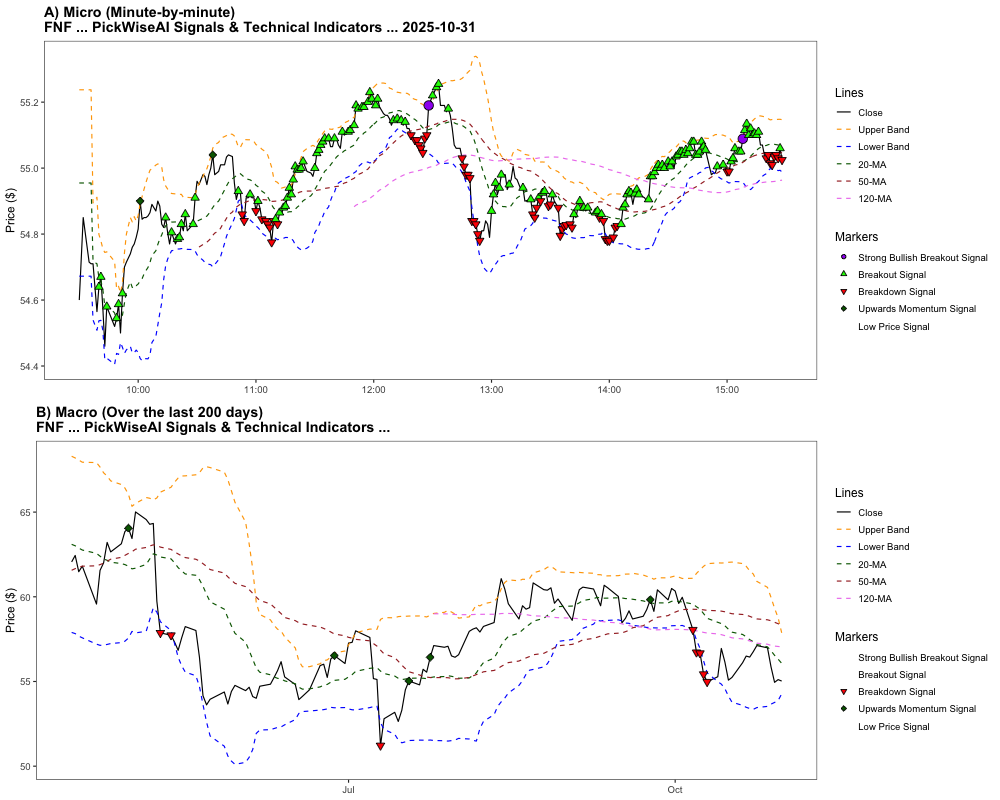 A) Micro (Minute-by-minute)
FNF ... PickWiseAI Signals & Technical Indicators ... 2025-10-31
Price ($)
55.2
55.0
54.8
54.6
54.4
10:00
11:00
12:00
13:00
14:00
15:00
Lines
Close
Upper Band
Lower Band
20-MA
50-MA
120-MA
Markers
Strong Bullish Breakout Signal
Breakout Signal
Breakdown Signal
Upwards Momentum Signal
Low Price Signal
B) Macro (Over the last 200 days)
FNF ... PickWiseAI Signals & Technical Indicators ...
Price ($)
65
60
55
50
Jul
Oct
Lines
Close
Upper Band
Lower Band
20-MA
50-MA
120-MA
Markers
Strong Bullish Breakout Signal
Breakout Signal
Breakdown Signal
Upwards Momentum Signal
Low Price Signal